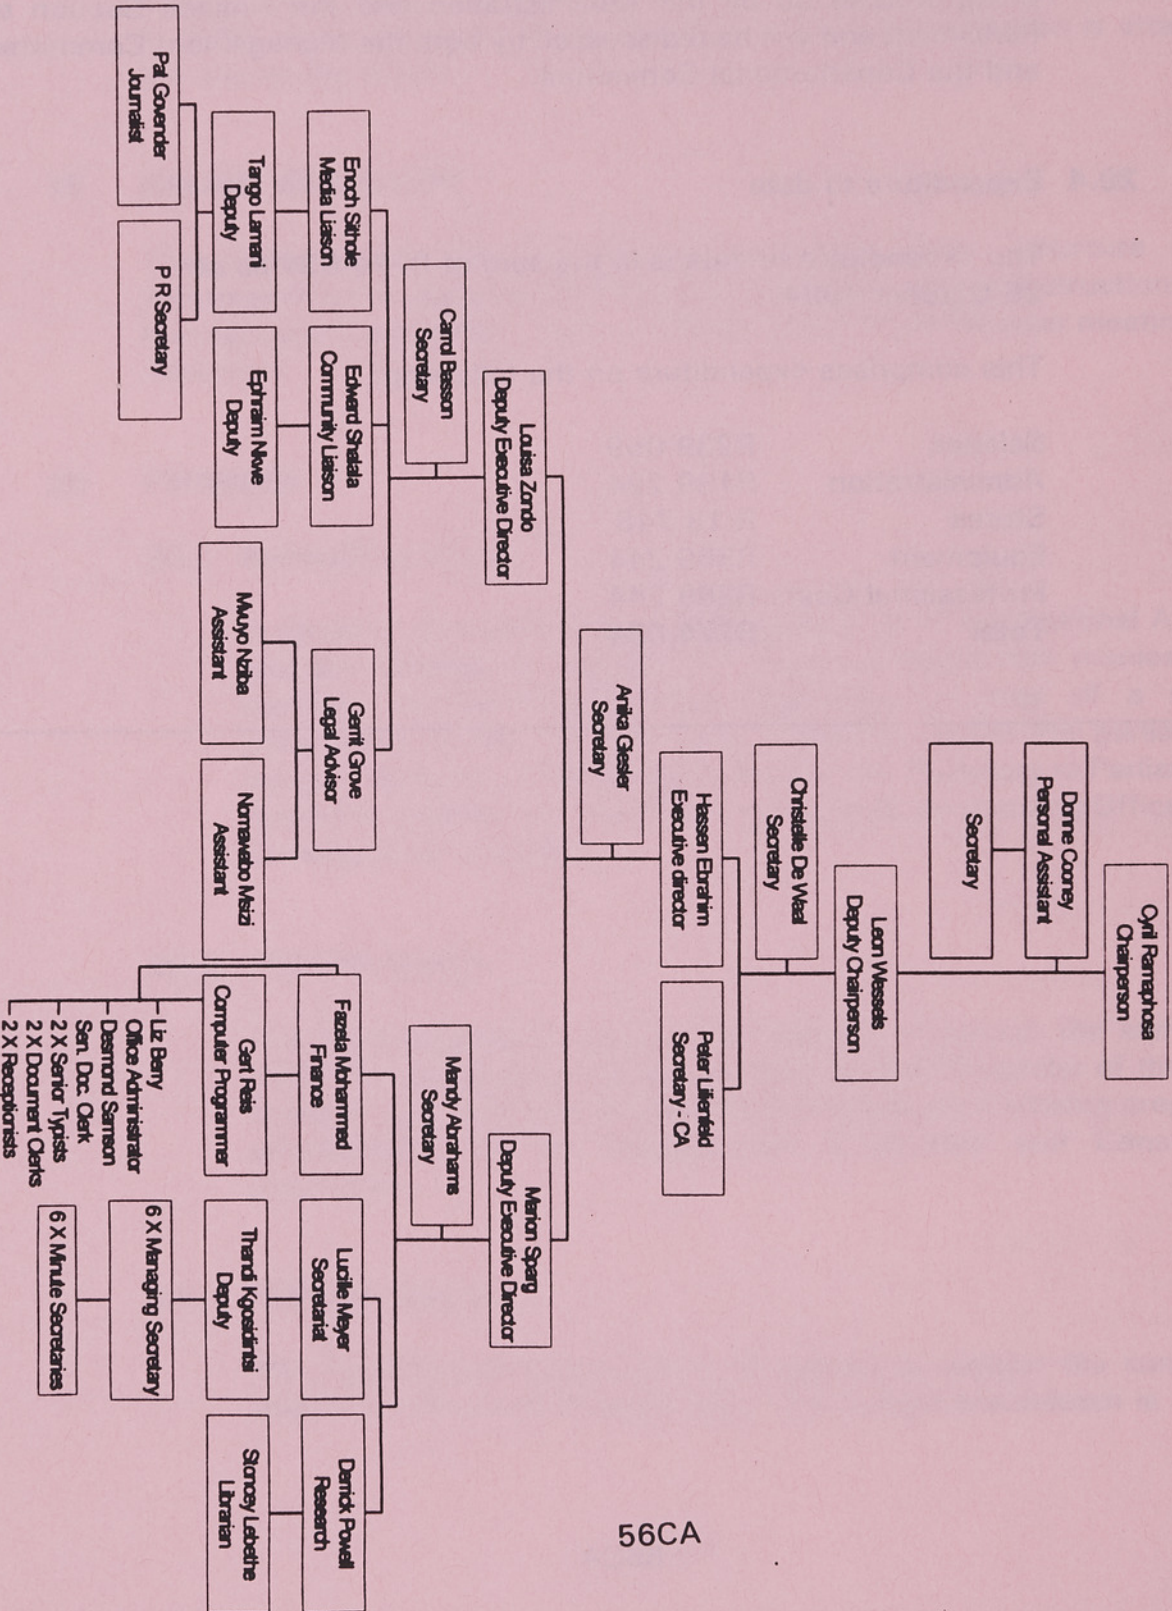 Cyril Ramaphosa
Chairperson
Donne Cooney
Personal Assistant
Secretary
Leon Wessels
Deputy Chairperson
Christelle De Waal
Secretary
Hassen Ebrahim
Executive director
Peter Lilienfeld
Secretary - CA
Anika Giesler
Secretary
Louisa Zondo
Deputy Executive Director
Marion Sparg
Deputy Executive Director
Carrol Basson
Secretary
Mandy Abrahams
Secretary
Enoch Sithole
Media Liaison
Edward Shalala
Community Liaison
Gerrit Grove
Legal Advisor
Fazela Mohammed
Finance
Lucille Meyer
Secretariat
Derrick Powell
Research
Tango Lamani
Deputy
Ephraim Nkwe
Deputy
Mvuyo Nziba
Assistant
Nomawabo Msizi
Assistant
Gert Reis
Computer Programmer
Thandi Kgosidintsi
Deputy
Stoncey Lebethe
Librarian
Pat Govender
Journalist
P R Secretary
Liz Berry
Office Administrator
Desmond Samson
Sen. Doc. Clerk
2 X Senior Typists
2 X Document Clerks
2 X Receptionists
6 X Managing Secretary
6 X Minute Secretaries
56CA